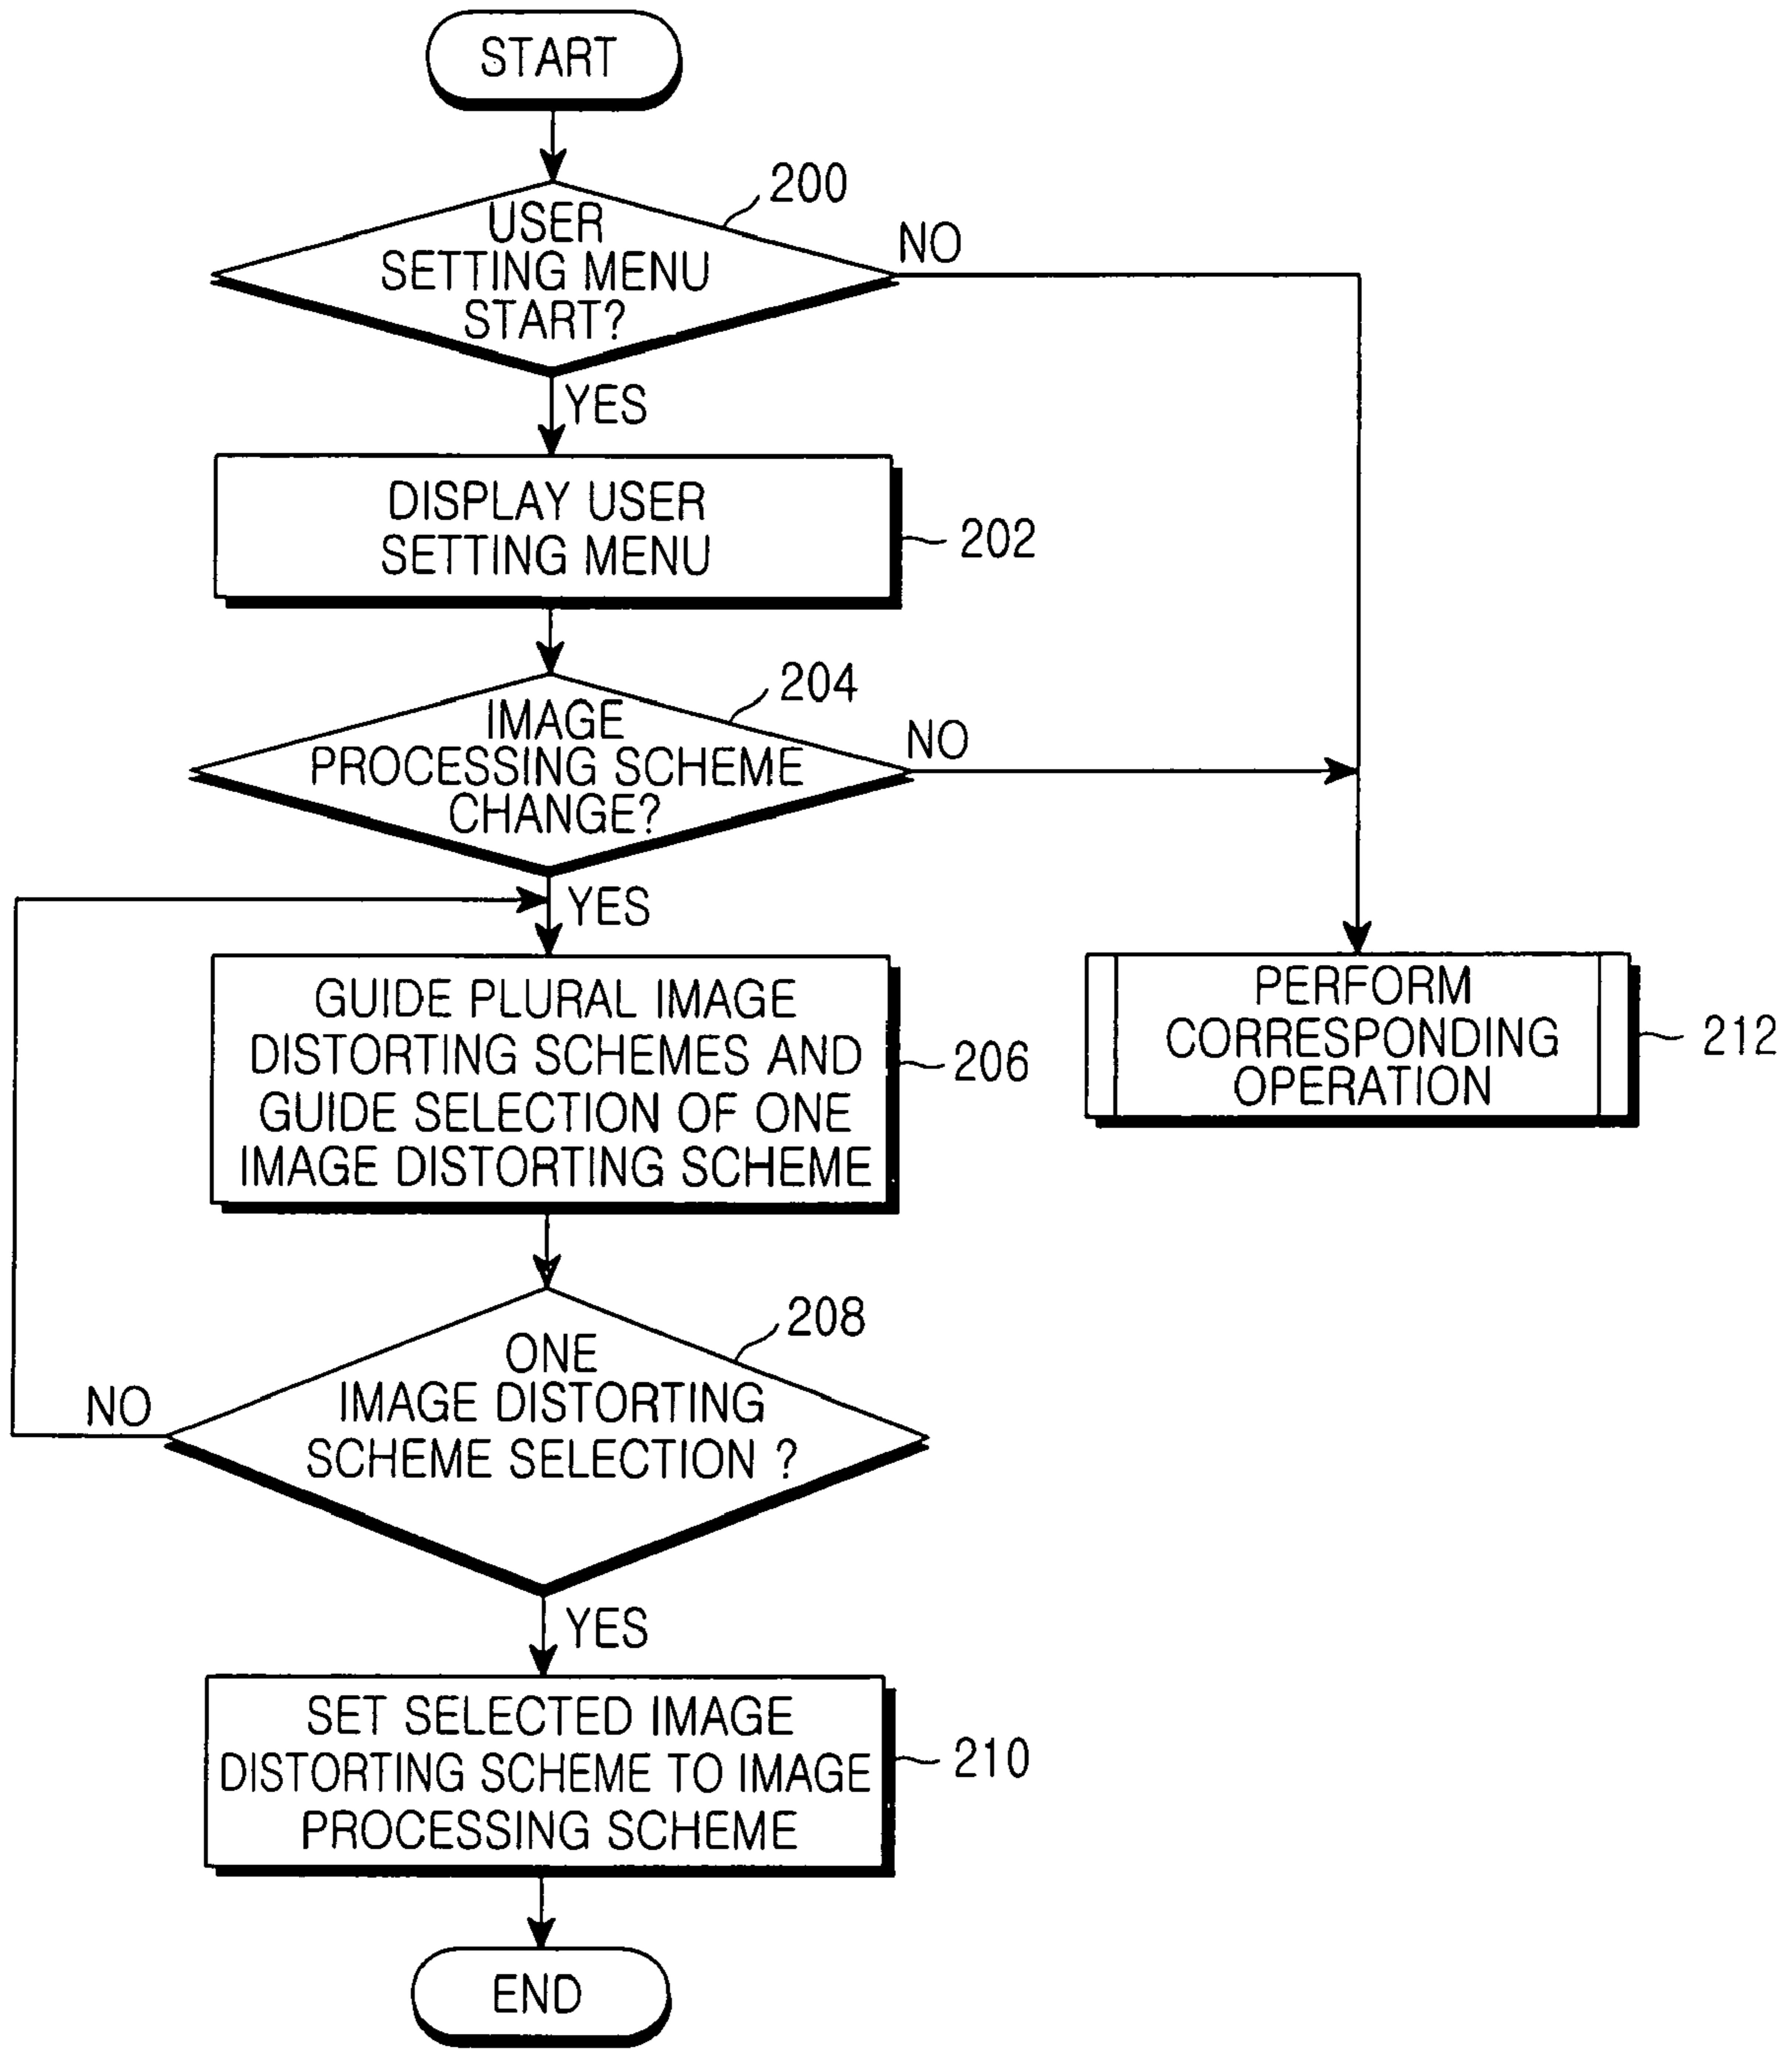 START
200
USER
SETTING MENU
START?
NO
YES
DISPLAY USER
SETTING MENU
202
204
IMAGE
PROCESSING SCHEME
CHANGE?
NO
YES
GUIDE PLURAL IMAGE
DISTORTING SCHEMES AND
GUIDE SELECTION OF ONE
IMAGE DISTORTING SCHEME
206
PERFORM
CORRESPONDING
OPERATION
212
208
ONE
IMAGE DISTORTING
SCHEME SELECTION ?
NO
YES
SET SELECTED IMAGE
DISTORTING SCHEME TO IMAGE
PROCESSING SCHEME
210
END